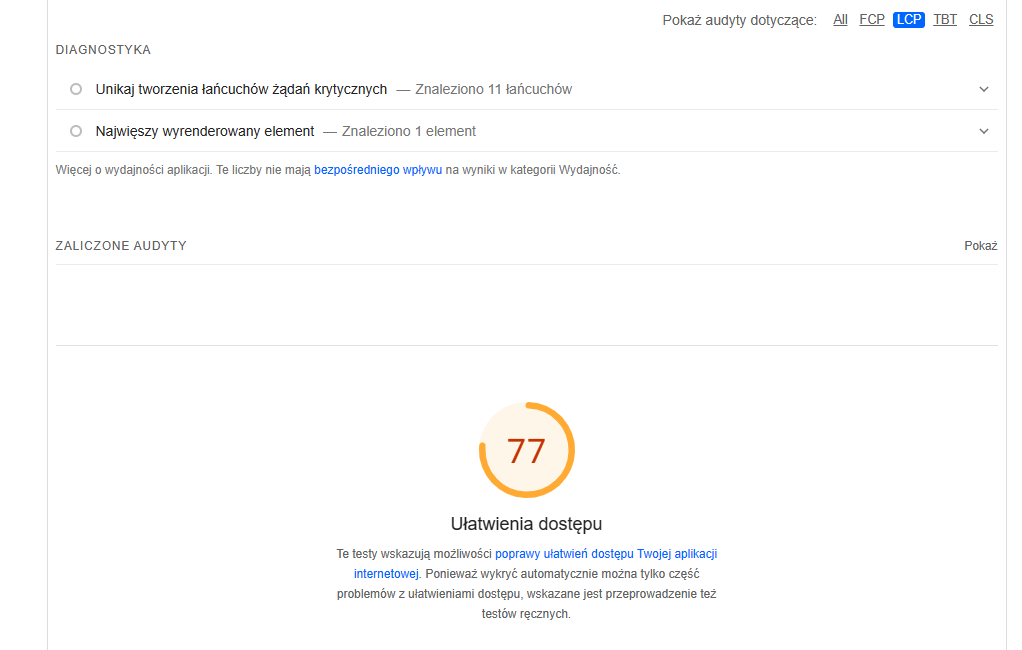 Pokaż audyty dotyczące: All FCP LCP TBT CLS
DIAGNOSTYKA
Unikaj tworzenia łańcuchów żądań krytycznych — Znaleziono 11 łańcuchów
Najwięszy wyrenderowany element — Znaleziono 1 element
Więcej o wydajności aplikacji. Te liczby nie mają bezpośredniego wpływu na wyniki w kategorii Wydajność.
ZALICZONE AUDYTY Pokaż
77
Ułatwienia dostępu
Te testy wskazują możliwości poprawy ułatwień dostępu Twojej aplikacji
internetowej. Ponieważ wykryć automatycznie można tylko część
problemów z ułatwieniami dostępu, wskazane jest przeprowadzenie też
testów ręcznych.